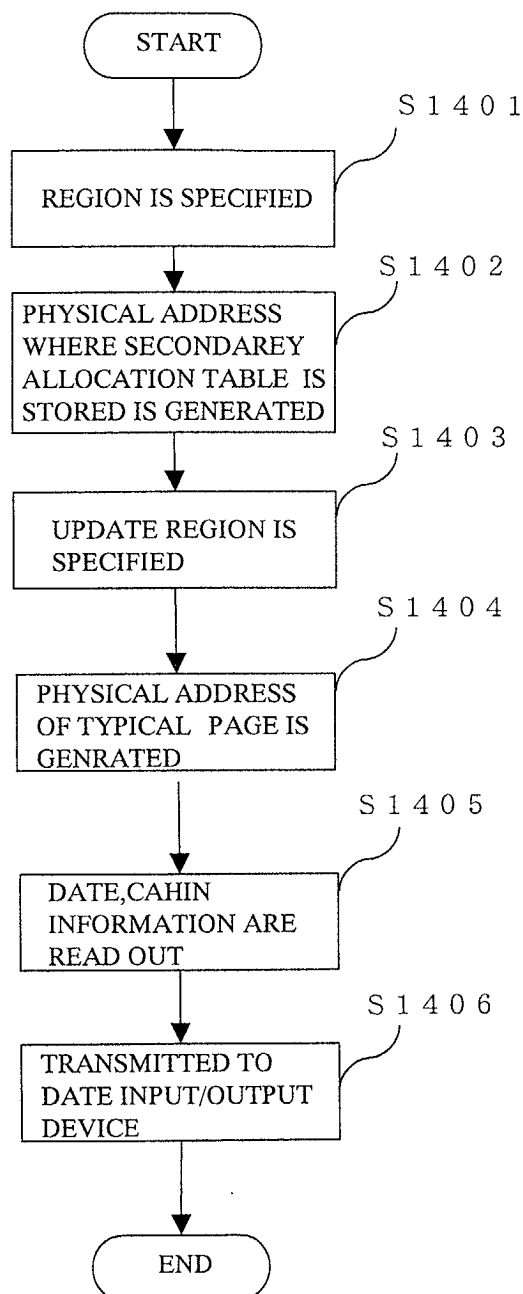 START
S1401
REGION IS SPECIFIED
S1402
PHYSICAL ADDRESS
WHERE SECONDAREY
ALLOCATION TABLE IS
STORED IS GENERATED
S1403
UPDATE REGION IS
SPECIFIED
S1404
PHYSICAL ADDRESS
OF TYPICAL PAGE IS
GENRATED
S1405
DATE,CAHIN
INFORMATION ARE
READ OUT
S1406
TRANSMITTED TO
DATE INPUT/OUTPUT
DEVICE
END